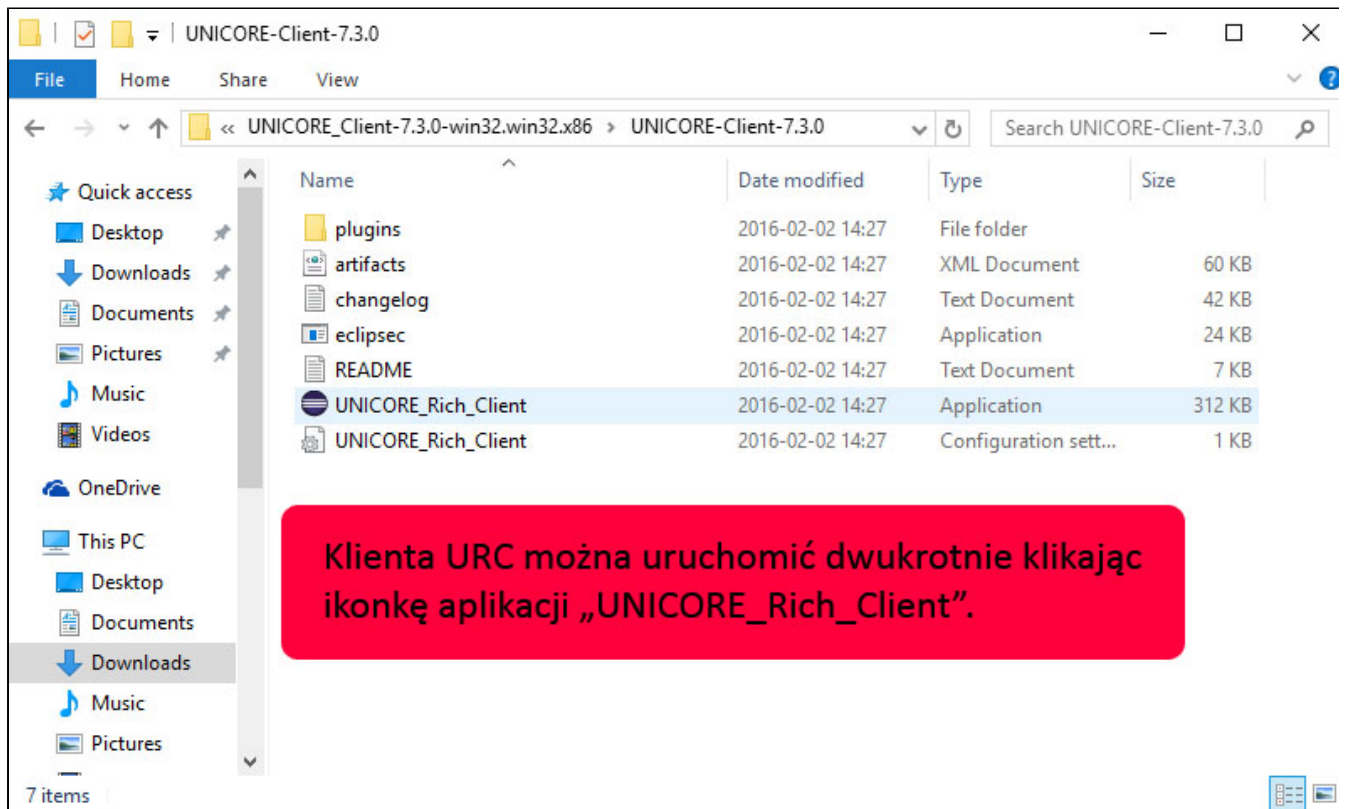 UNICORE-Client-7.3.0
File Home Share View
« UNICORE_Client-7.3.0-win32.win32.x86 > UNICORE-Client-7.3.0
Search UNICORE-Client-7.3.0
Quick access
Desktop
Downloads
Documents
Pictures
Music
Videos
OneDrive
This PC
Desktop
Documents
Downloads
Music
Pictures
Name Date modified Type Size
plugins 2016-02-02 14:27 File folder
artifacts 2016-02-02 14:27 XML Document 60 KB
changelog 2016-02-02 14:27 Text Document 42 KB
eclipsec 2016-02-02 14:27 Application 24 KB
README 2016-02-02 14:27 Text Document 7 KB
UNICORE_Rich_Client 2016-02-02 14:27 Application 312 KB
UNICORE_Rich_Client 2016-02-02 14:27 Configuration sett... 1 KB
Klienta URC można uruchomić dwukrotnie klikając
ikonkę aplikacji „UNICORE_Rich_Client”.
7 items